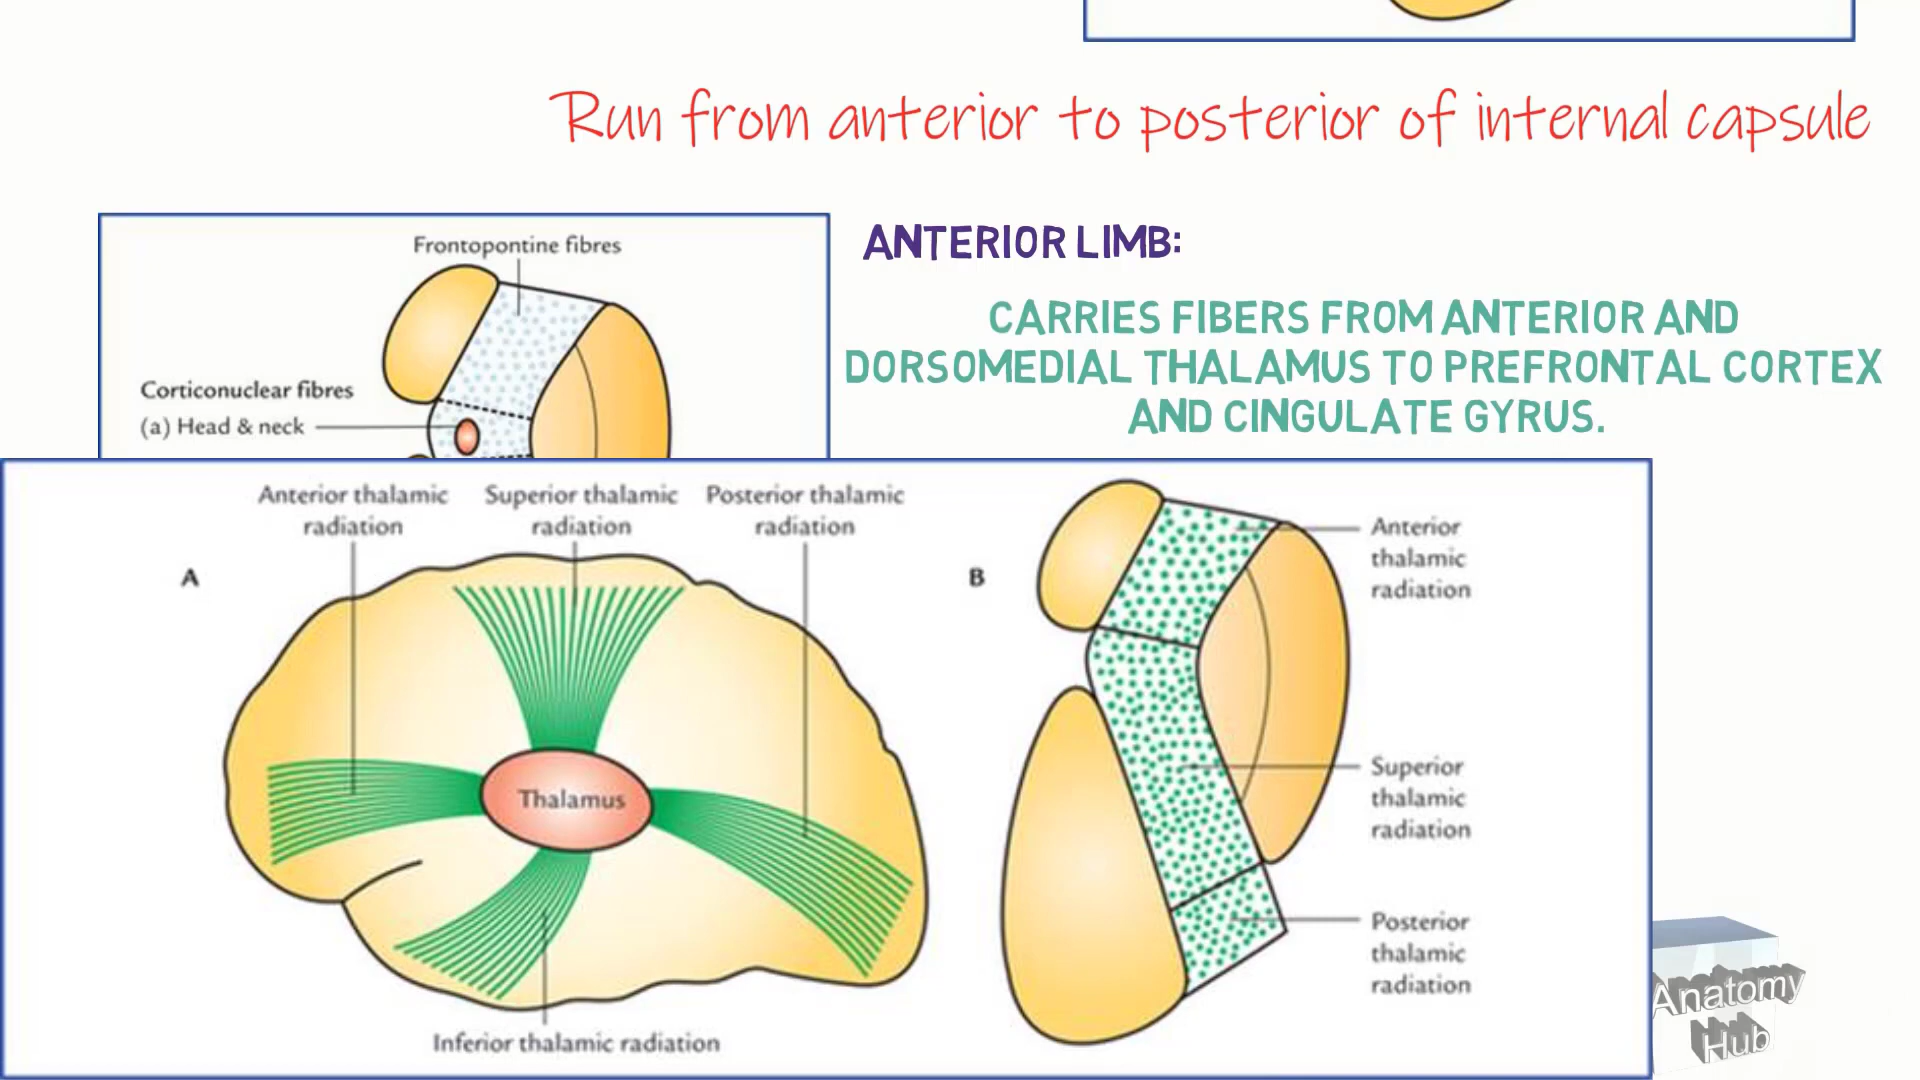 Run from anterior to posterior of internal capsule
Frontopontine fibres
Corticonuclear fibres
(a) Head & neck
ANTERIOR LIMB:
CARRIES FIBERS FROM ANTERIOR AND
DORSOMEDIAL THALAMUS TO PREFRONTAL CORTEX
AND CINGULATE GYRUS.
Anterior thalamic
radiation
Superior thalamic
radiation
Posterior thalamic
radiation
A
Thalamus
Inferior thalamic radiation
B
Anterior
thalamic
radiation
Superior
thalamic
radiation
Posterior
thalamic
radiation
Anatomy
Hub